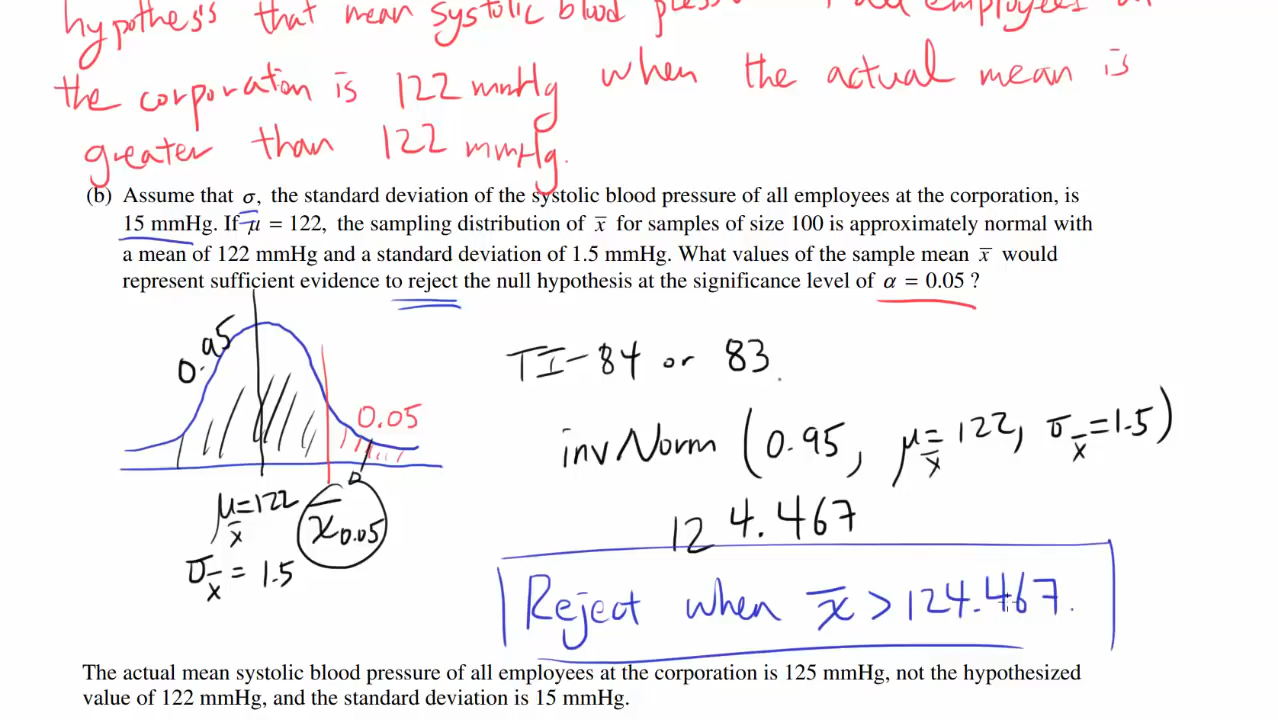 hypothesis that mean systolic blood all employees
the corporation is 122 mmHg when the actual mean is
greater than 122 mmHg.
(b) Assume that σ, the standard deviation of the systolic blood pressure of all employees at the corporation, is
15 mmHg. If μ = 122, the sampling distribution of x̄ for samples of size 100 is approximately normal with
a mean of 122 mmHg and a standard deviation of 1.5 mmHg. What values of the sample mean x̄ would
represent sufficient evidence to reject the null hypothesis at the significance level of α = 0.05 ?
0.95
0.05
μx̄ = 122
x̄0.05
σx̄ = 1.5
TI-84 or 83.
invNorm (0.95, μx̄ = 122, σx̄ = 1.5)
124.467
Reject when x̄ > 124.467.
The actual mean systolic blood pressure of all employees at the corporation is 125 mmHg, not the hypothesized
value of 122 mmHg, and the standard deviation is 15 mmHg.